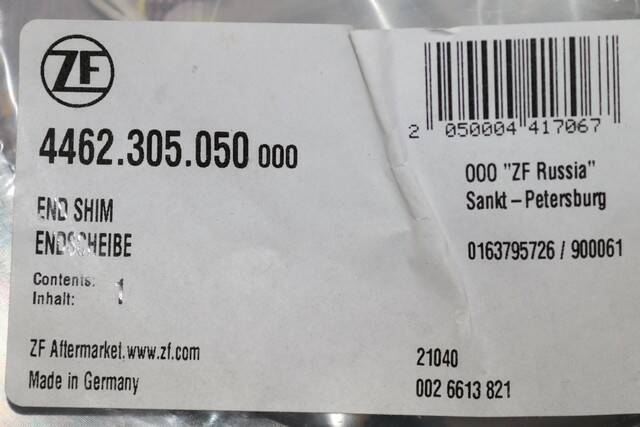 ZF
4462.305.050 000
END SHIM
ENDSCHEIBE
Contents:
Inhalt: 1
ZF Aftermarket.www.zf.com
Made in Germany
2 050004 417067
OOO "ZF Russia"
Sankt-Petersburg
0163795726 / 900061
21040
002 6613 821